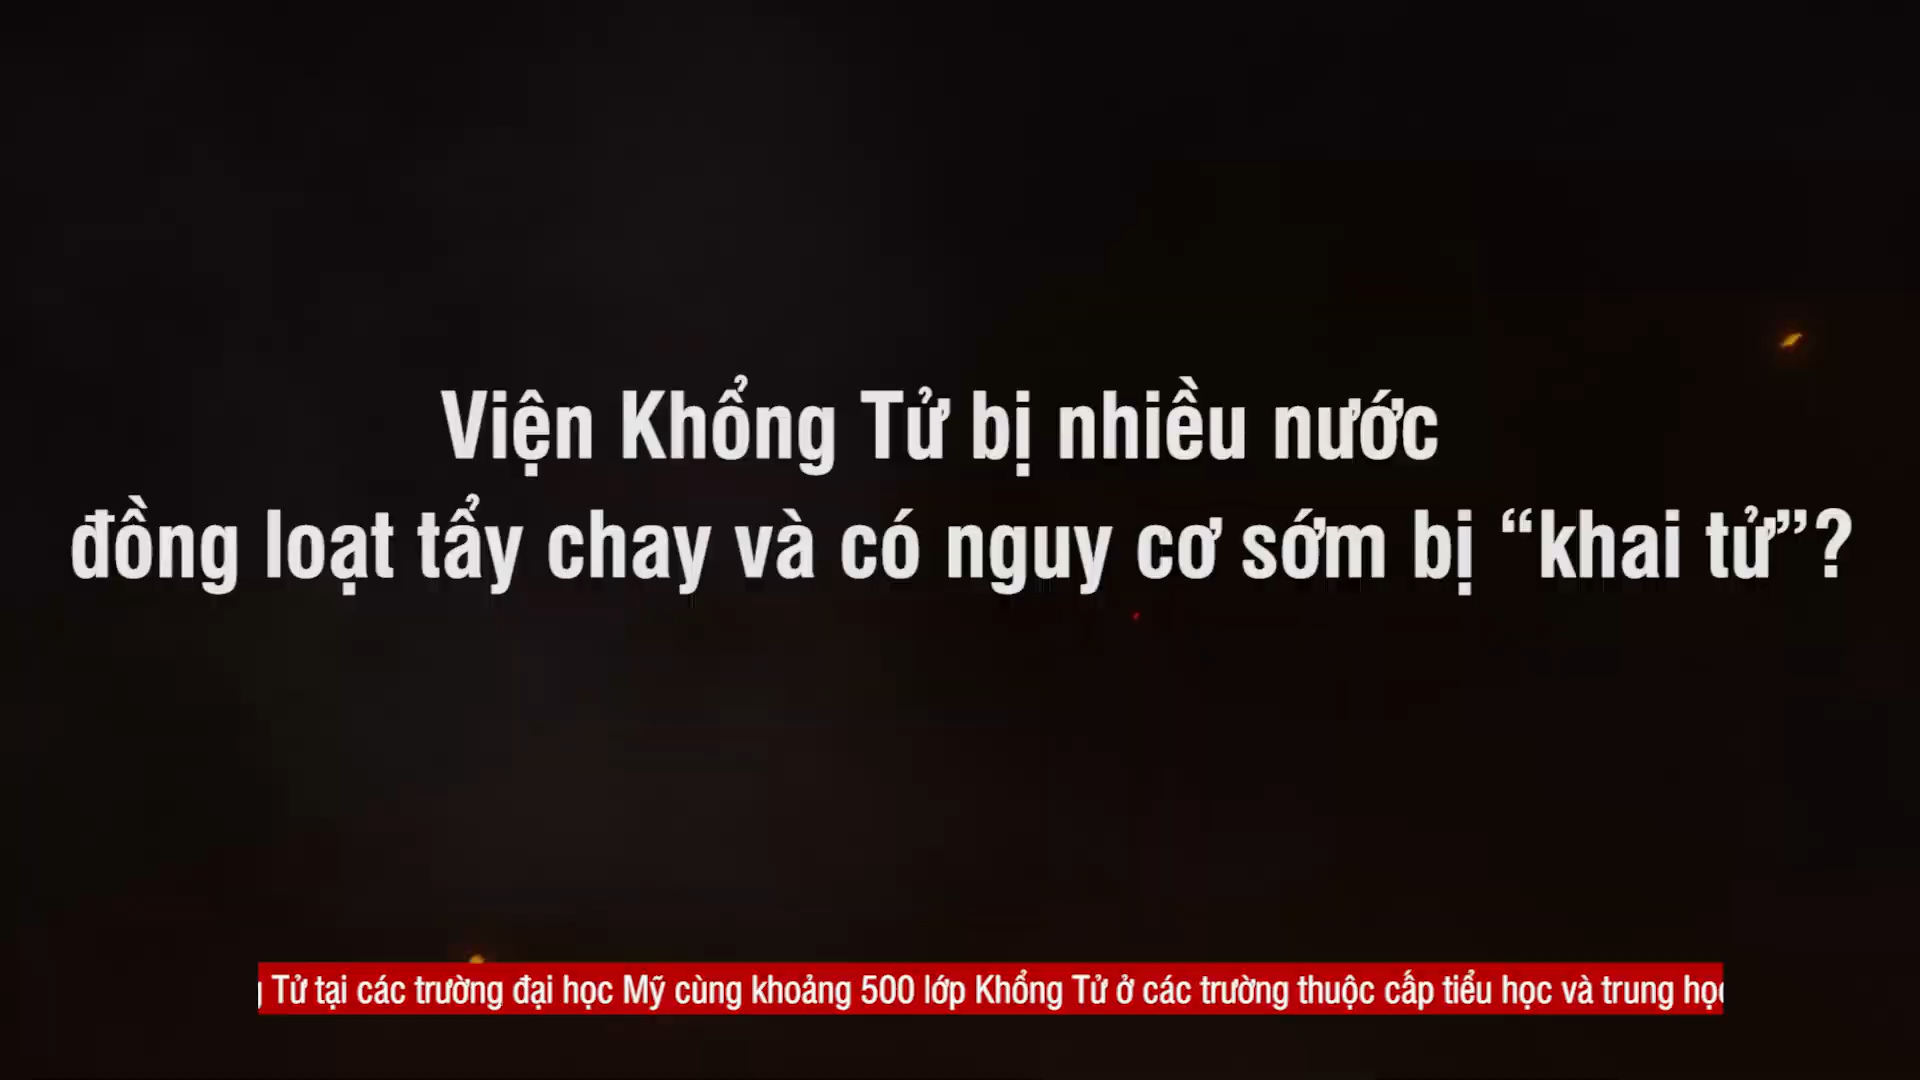 Viện Khổng Tử bị nhiều nước
đồng loạt tẩy chay và có nguy cơ sớm bị “khai tử”?
Tử tại các trường đại học Mỹ cùng khoảng 500 lớp Khổng Tử ở các trường thuộc cấp tiểu học và trung học